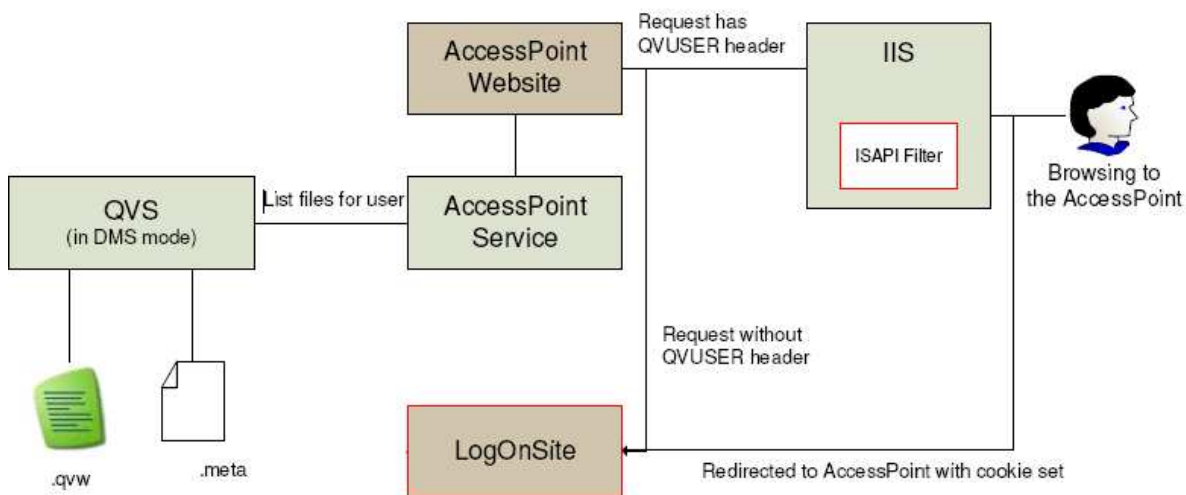 AccessPoint
Website
Request has
QVUSER header
IIS
ISAPI Filter
Browsing to
the AccessPoint
QVS
(in DMS mode)
List files for user
AccessPoint
Service
Request without
QVUSER header
.qvw
.meta
LogOnSite
Redirected to AccessPoint with cookie set